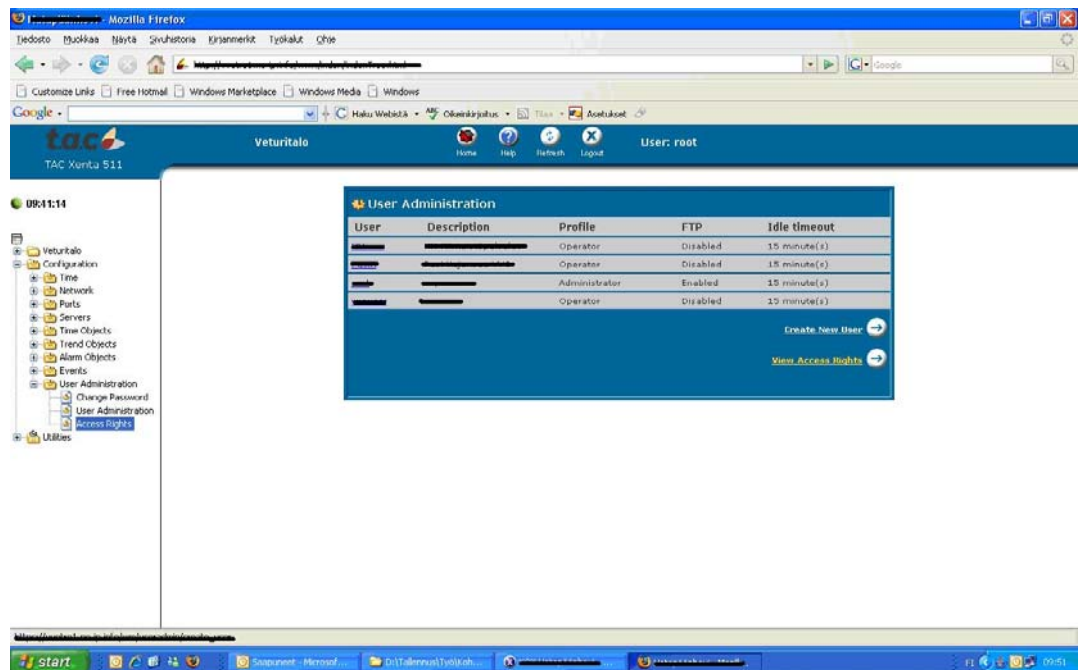 - Mozilla Firefox
Tiedosto Muokkaa Näytä Sivuhistoria Kirjanmerkit Työkalut Ohje
G Google
Customize Links Free Hotmail Windows Marketplace Windows Media Windows
Google Haku Webistä Oikeinkirjoitus Tilaa Asetukset
t.a.c
TAC Xenta 511
Veturitalo
Home Help Refresh Logout
User: root
09:41:14
Veturitalo
Configuration
Time
Network
Ports
Servers
Time Objects
Trend Objects
Alarm Objects
Events
User Administration
Change Password
User Administration
Access Rights
Utilities
User Administration
User Description Profile FTP Idle timeout
Operator Disabled 15 minute(s)
Operator Disabled 15 minute(s)
Administrator Enabled 15 minute(s)
Operator Disabled 15 minute(s)
Create New User
View Access Rights
start Saapuneet - Microsof... D:\Tallennus\Työ\Koh... FI 09:51